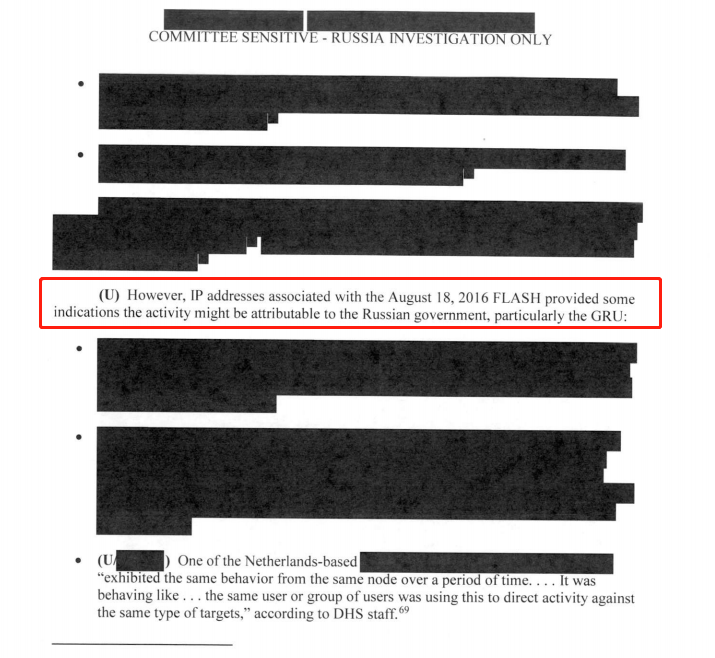 COMMITTEE SENSITIVE - RUSSIA INVESTIGATION ONLY
(U) However, IP addresses associated with the August 18, 2016 FLASH provided some
indications the activity might be attributable to the Russian government, particularly the GRU:
(U/ ) One of the Netherlands-based
“exhibited the same behavior from the same node over a period of time. . . . It was
behaving like . . . the same user or group of users was using this to direct activity against
the same type of targets,” according to DHS staff.69